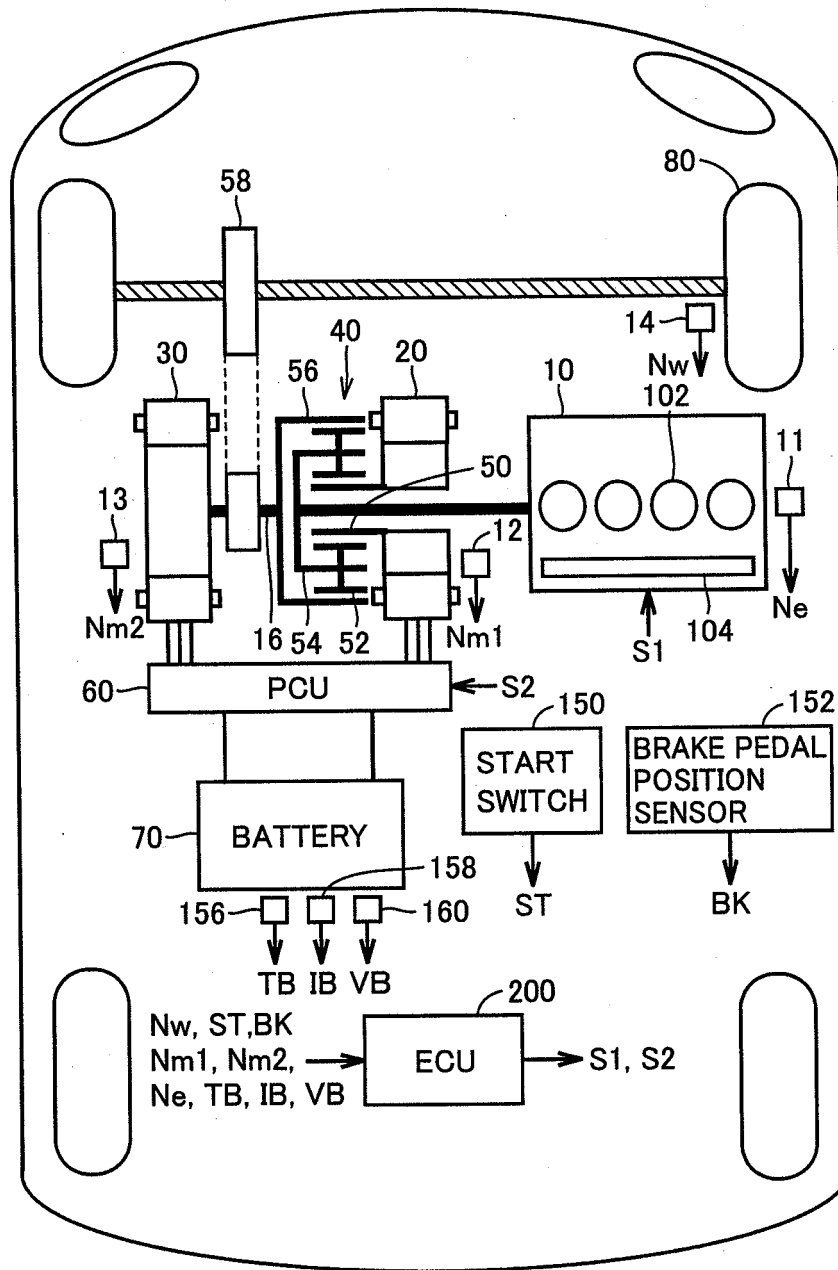 58
80
14
Nw
40
30
20
56
10
102
11
50
13
12
Nm2
16
54
52
Nm1
104
Ne
S1
60
PCU
S2
150
152
START
SWITCH
BRAKE PEDAL
POSITION
SENSOR
70
BATTERY
158
156
160
ST
BK
TB IB VB
200
Nw, ST,BK
Nm1, Nm2,
Ne, TB, IB, VB
ECU
S1, S2